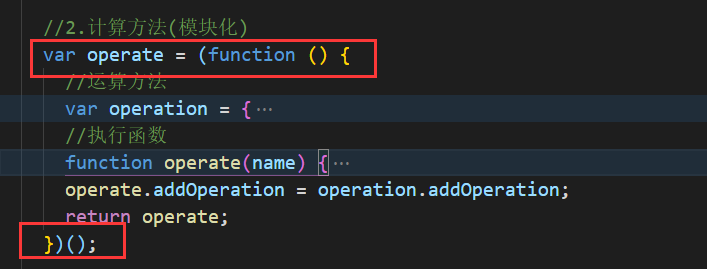 //2.计算方法(模块化)
var operate = (function () {
//运算方法
var operation = {···
//执行函数
function operate(name) {···
operate.addOperation = operation.addOperation;
return operate;
})();